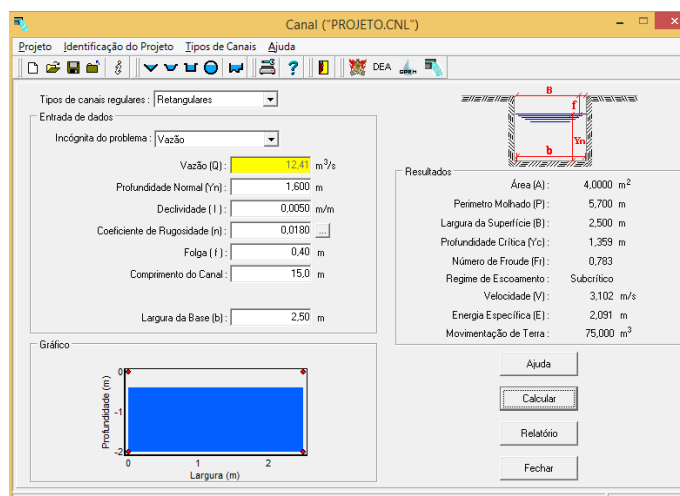 Canal ("PROJETO.CNL")
Projeto Identificação do Projeto Tipos de Canais Ajuda
DEA
Tipos de canais regulares : Retangulares
Entrada de dados
Incógnita do problema : Vazão
Vazão (Q) : 12,41 m³/s
Profundidade Normal (Yn) : 1,600 m
Declividade ( I ) : 0,0050 m/m
Coeficiente de Rugosidade (n) : 0,0180 ...
Folga ( f ) : 0,40 m
Comprimento do Canal : 15,0 m
Largura da Base (b) : 2,50 m
B
f
Yn
b
Resultados
Área (A) : 4,0000 m²
Perimetro Molhado (P) : 5,700 m
Largura da Superfície (B) : 2,500 m
Profundidade Crítica (Yc) : 1,359 m
Número de Froude (Fr) : 0,783
Regime de Escoamento : Subcrítico
Velocidade (V) : 3,102 m/s
Energia Específica (E) : 2,091 m
Movimentação de Terra : 75,000 m³
Gráfico
Profundidade (m)
0
-1
-2
0 1 2
Largura (m)
Ajuda
Calcular
Relatório
Fechar